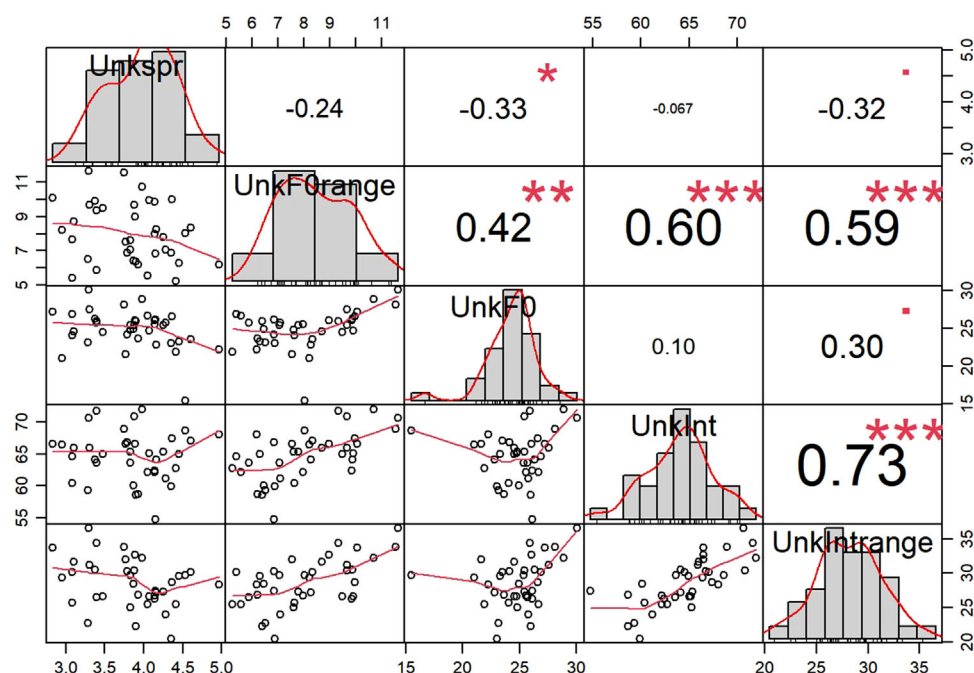 5 6 7 8 9 10 11
55 60 65 70
Unkspr
-0.24
-0.33
*
-0.067
-0.32
.
3.0 4.0 5.0
5 7 9 11
UnkF0range
0.42
**
0.60
***
0.59
***
UnkF0
0.10
0.30
.
15 20 25 30
55 60 65 70
UnkInt
0.73
***
UnkIntrange
20 25 30 35
3.0 3.5 4.0 4.5 5.0
15 20 25 30
20 25 30 35